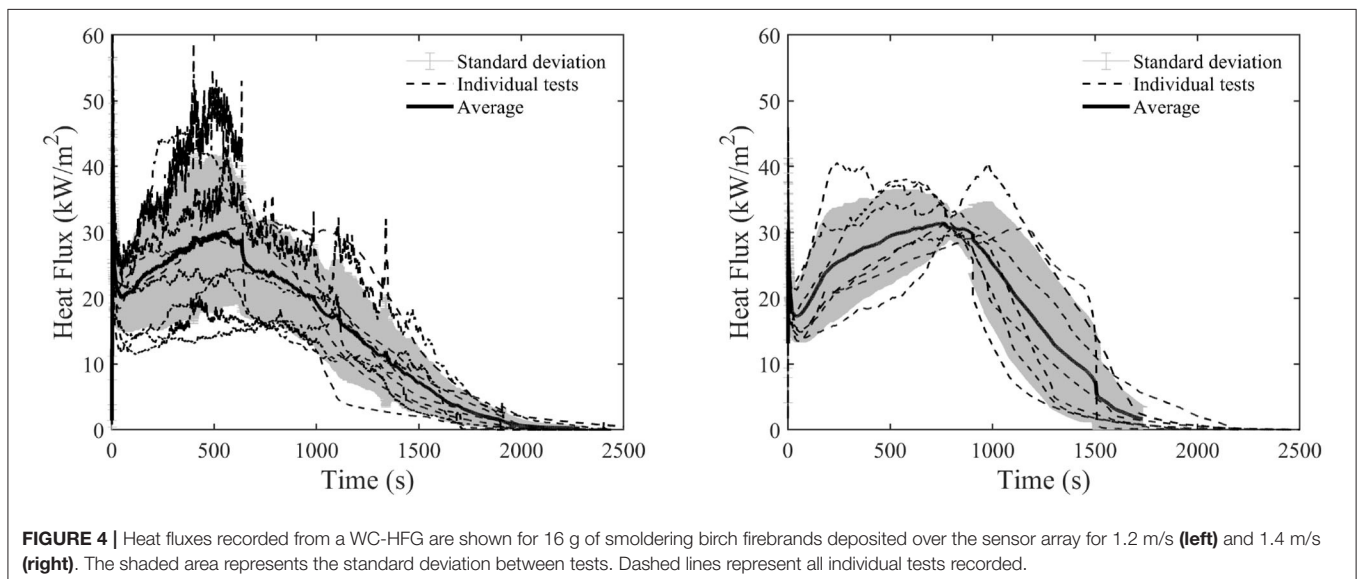 60
50
40
30
20
10
0
Heat Flux (kW/m²)
Standard deviation
Individual tests
Average
0 500 1000 1500 2000 2500
Time (s)
60
50
40
30
20
10
0
Heat Flux (kW/m²)
Standard deviation
Individual tests
Average
0 500 1000 1500 2000 2500
Time (s)
FIGURE 4 | Heat fluxes recorded from a WC-HFG are shown for 16 g of smoldering birch firebrands deposited over the sensor array for 1.2 m/s (left) and 1.4 m/s
(right). The shaded area represents the standard deviation between tests. Dashed lines represent all individual tests recorded.